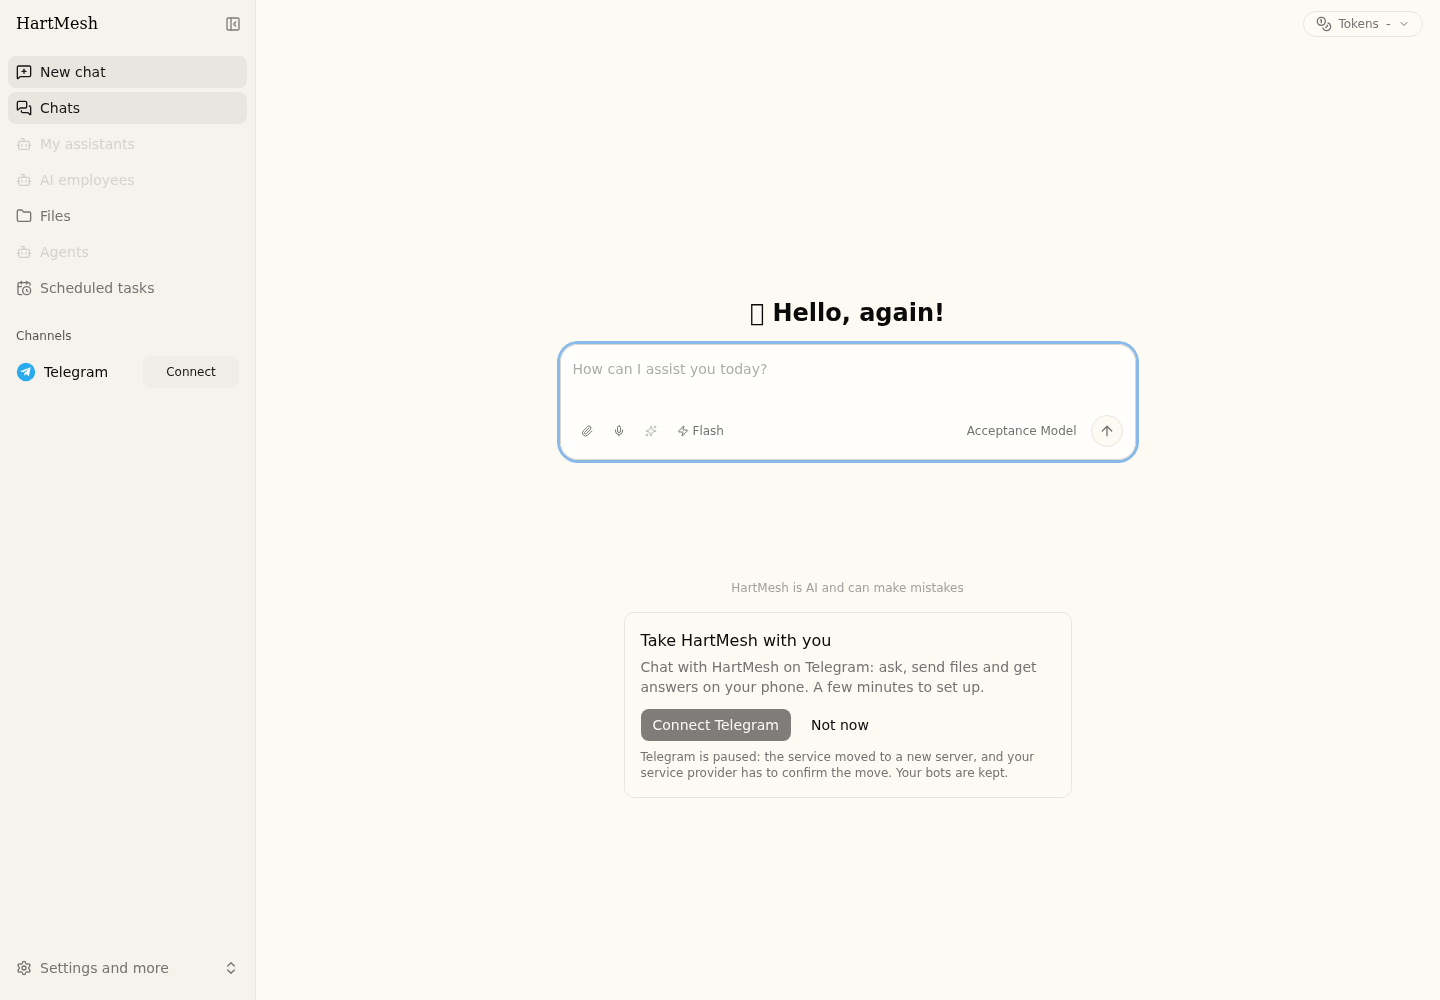 HartMesh
Tokens -
New chat
Chats
My assistants
AI employees
Files
Agents
Scheduled tasks
Channels
Telegram
Connect
Settings and more
Hello, again!
How can I assist you today?
Flash
Acceptance Model
HartMesh is AI and can make mistakes
Take HartMesh with you
Chat with HartMesh on Telegram: ask, send files and get
answers on your phone. A few minutes to set up.
Connect Telegram
Not now
Telegram is paused: the service moved to a new server, and your
service provider has to confirm the move. Your bots are kept.